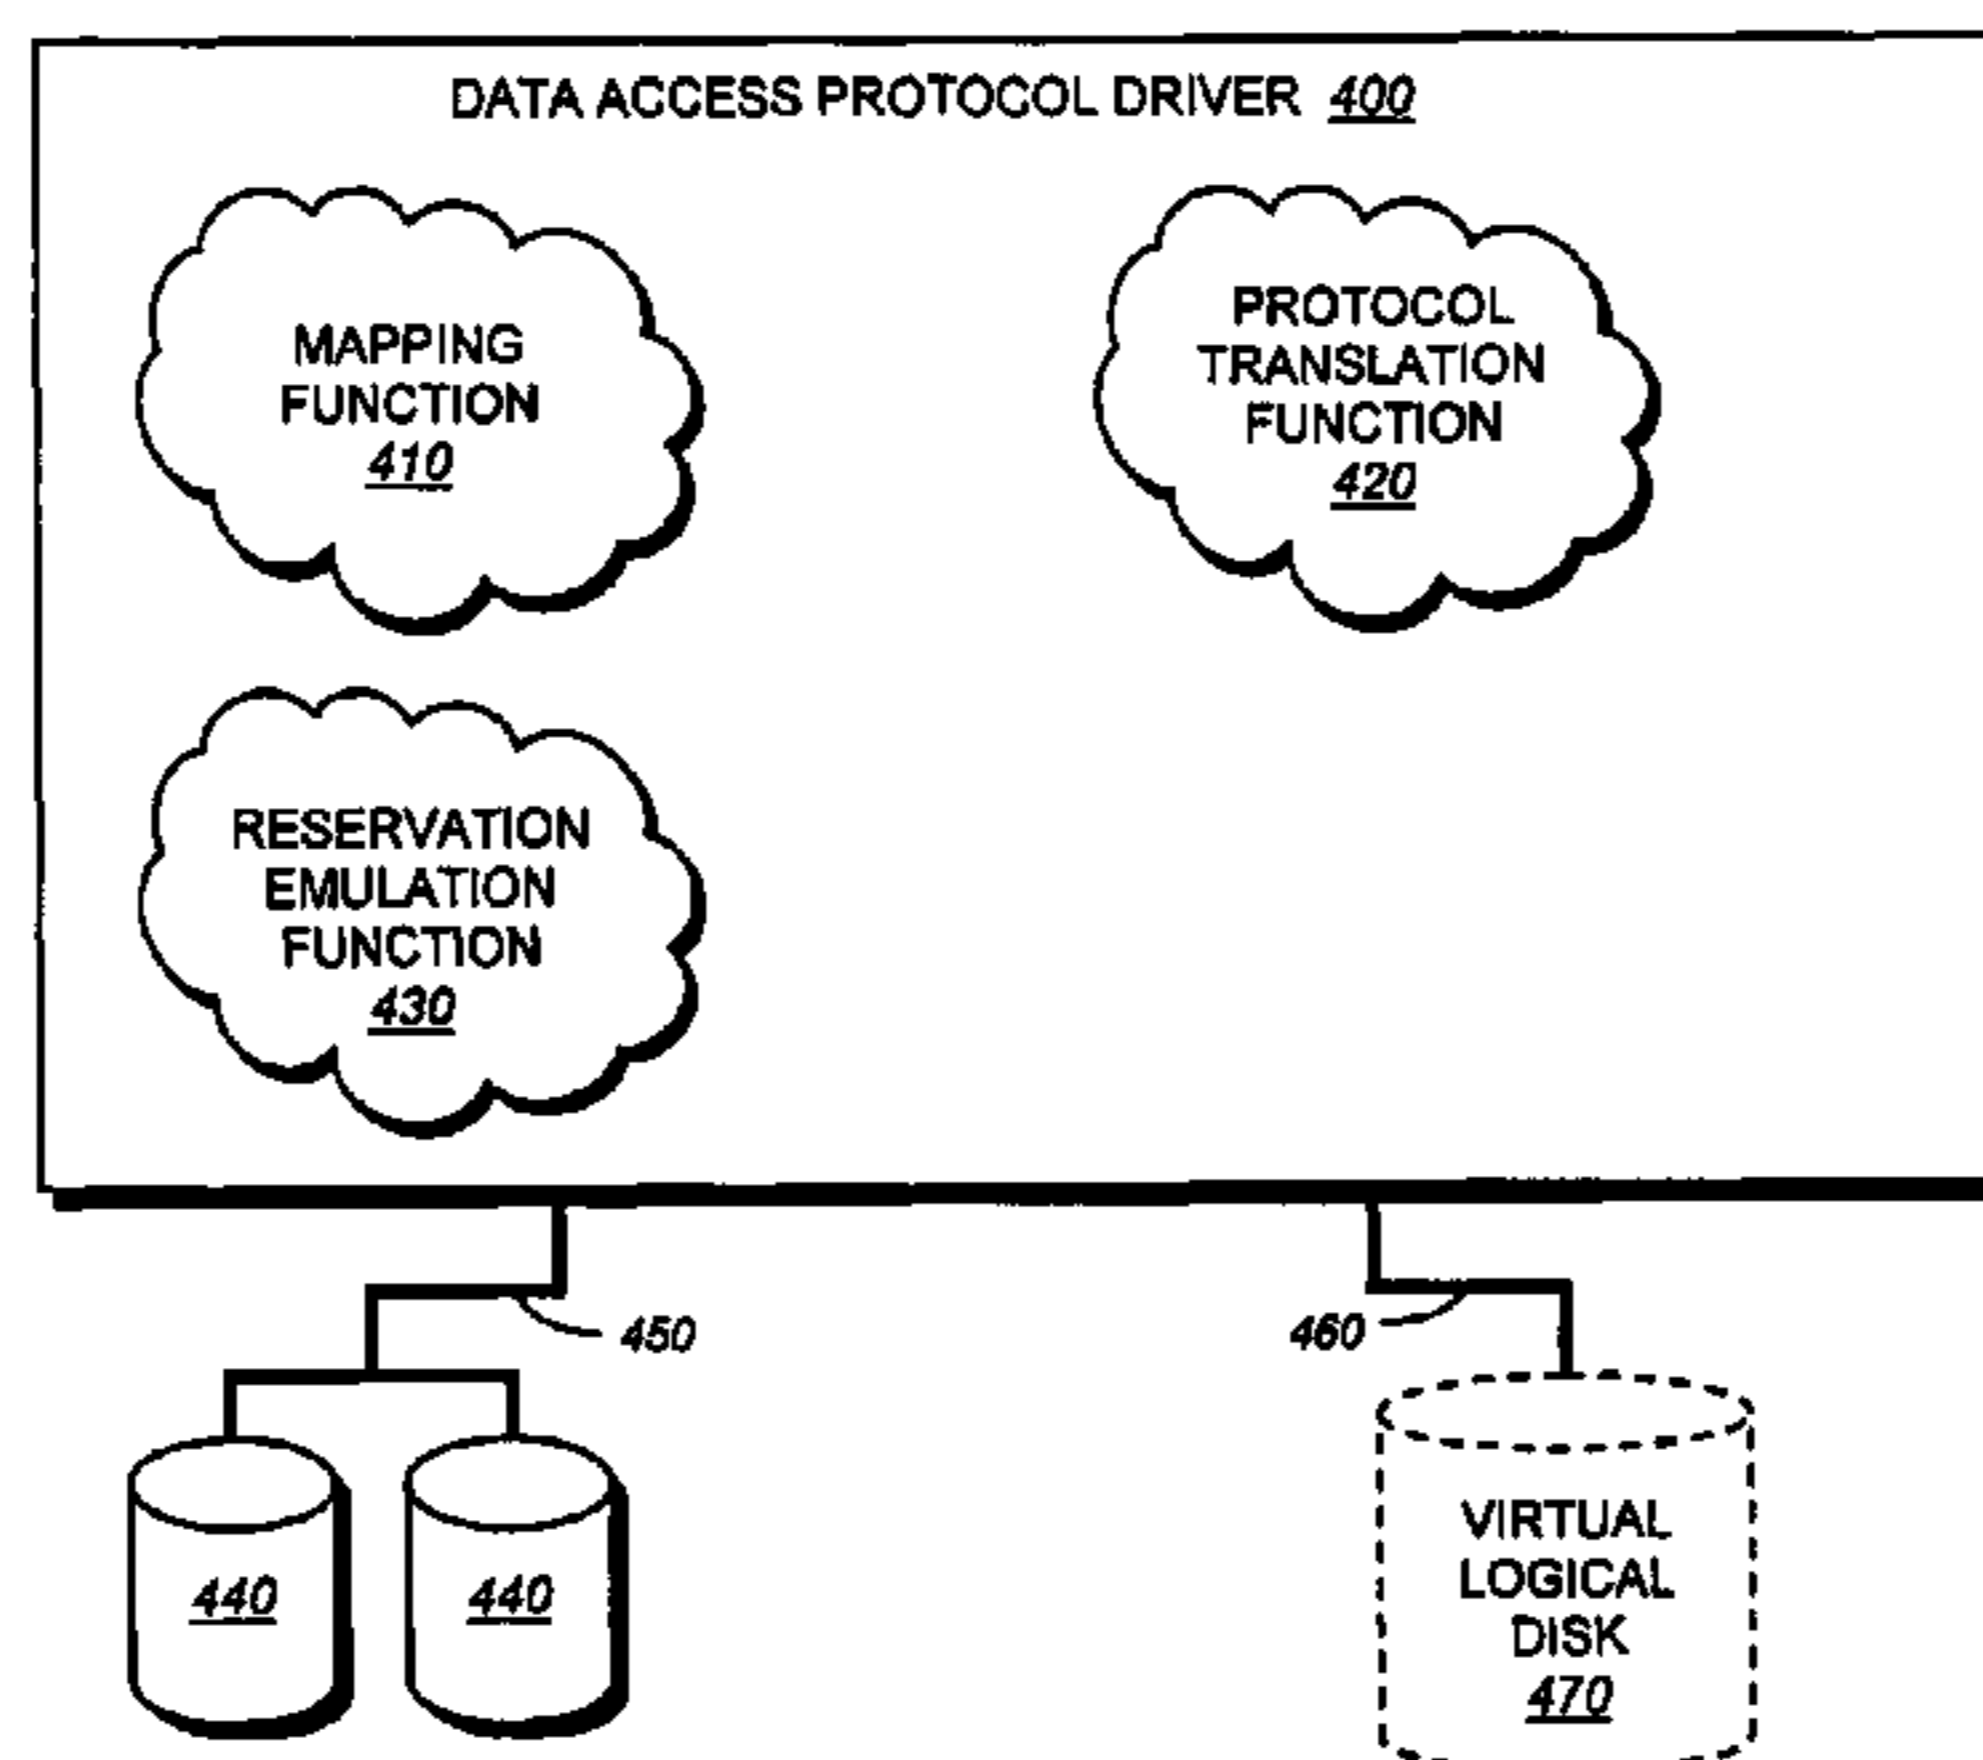 DATA ACCESS PROTOCOL DRIVER 400
MAPPING
FUNCTION
410
PROTOCOL
TRANSLATION
FUNCTION
420
RESERVATION
EMULATION
FUNCTION
430
450
460
440
440
VIRTUAL
LOGICAL
DISK
470